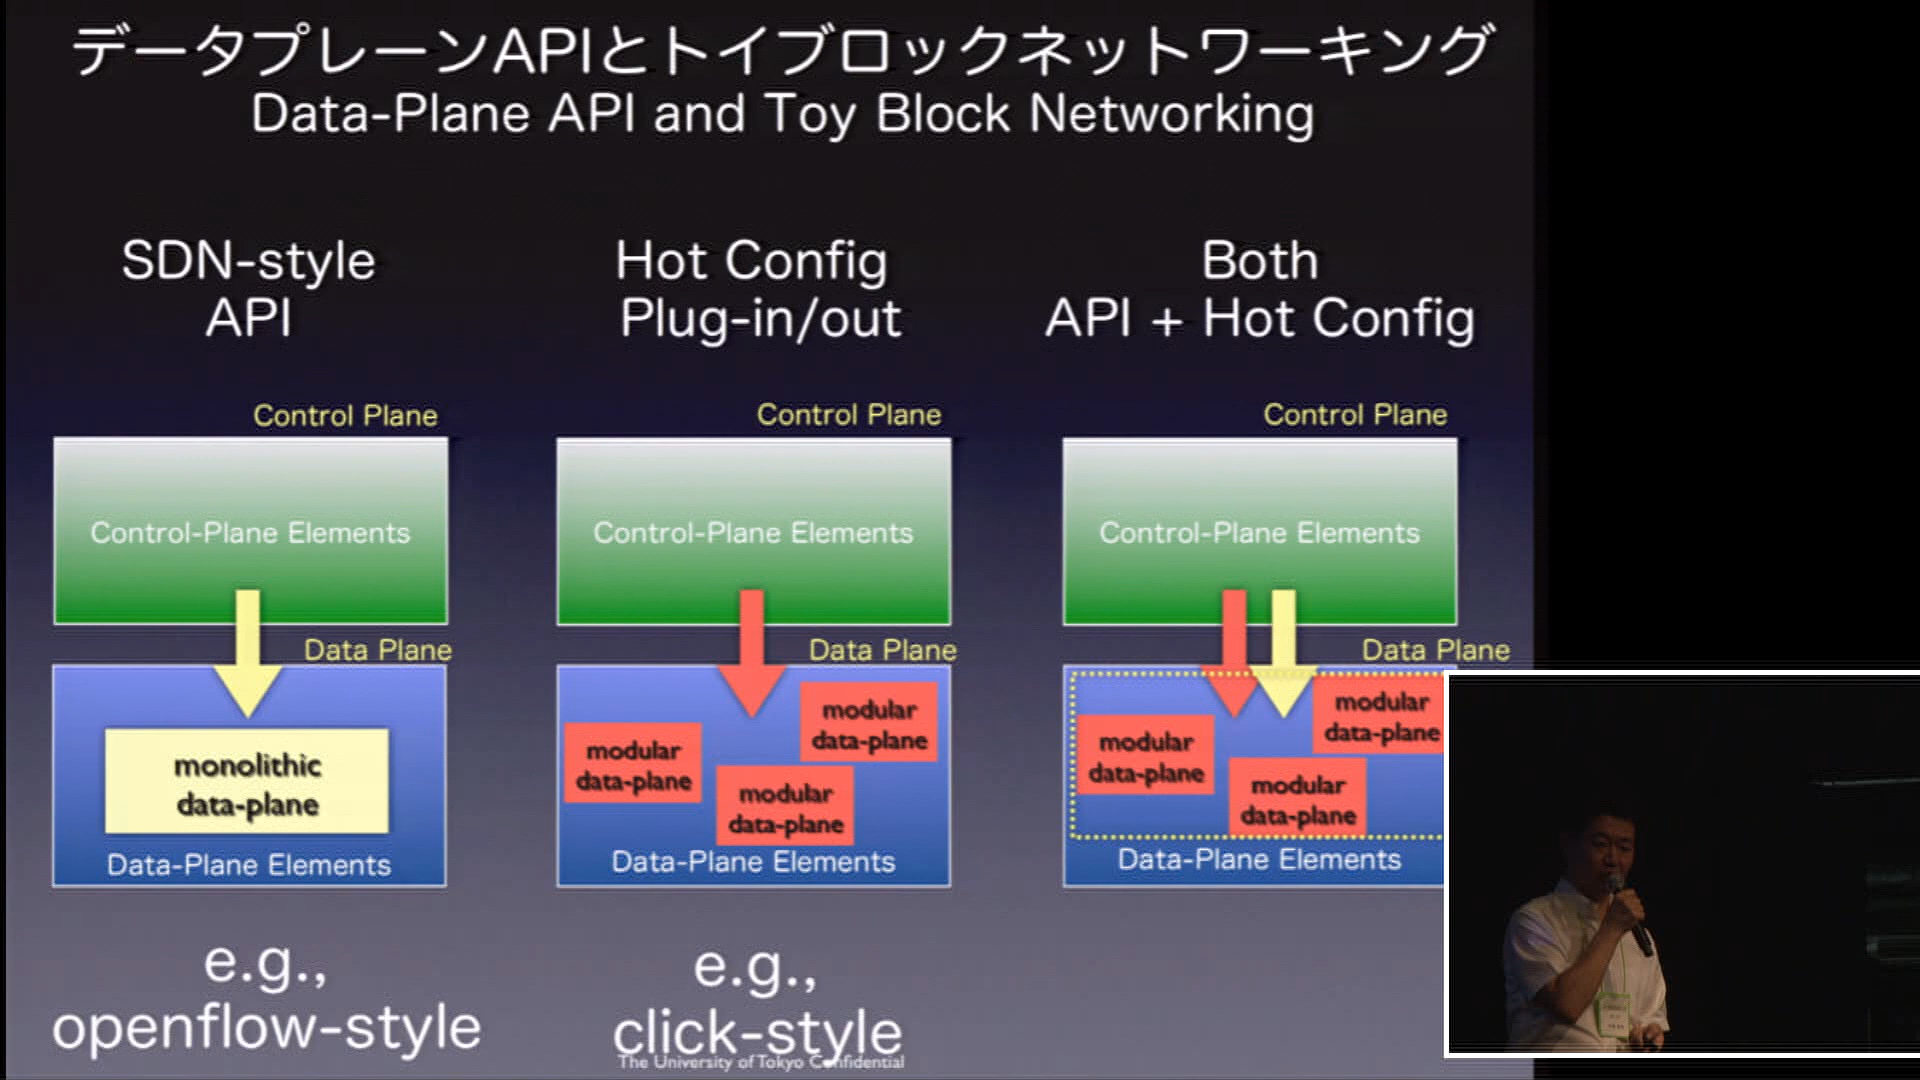 データプレーンAPIとトイブロックネットワーキング
Data-Plane API and Toy Block Networking
SDN-style
API
Control Plane
Control-Plane Elements
Data Plane
monolithic
data-plane
Data-Plane Elements
e.g.,
openflow-style
Hot Config
Plug-in/out
Control Plane
Control-Plane Elements
Data Plane
modular
data-plane
modular
data-plane
modular
data-plane
Data-Plane Elements
e.g.,
click-style
Both
API + Hot Config
Control Plane
Control-Plane Elements
Data Plane
modular
data-plane
modular
data-plane
modular
data-plane
Data-Plane Elements
The University of Tokyo Confidential